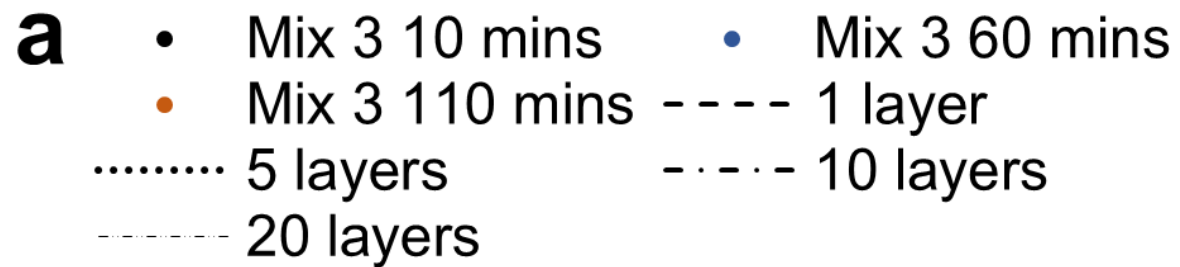 a Mix 3 10 mins Mix 3 60 mins
Mix 3 110 mins 1 layer
5 layers 10 layers
20 layers